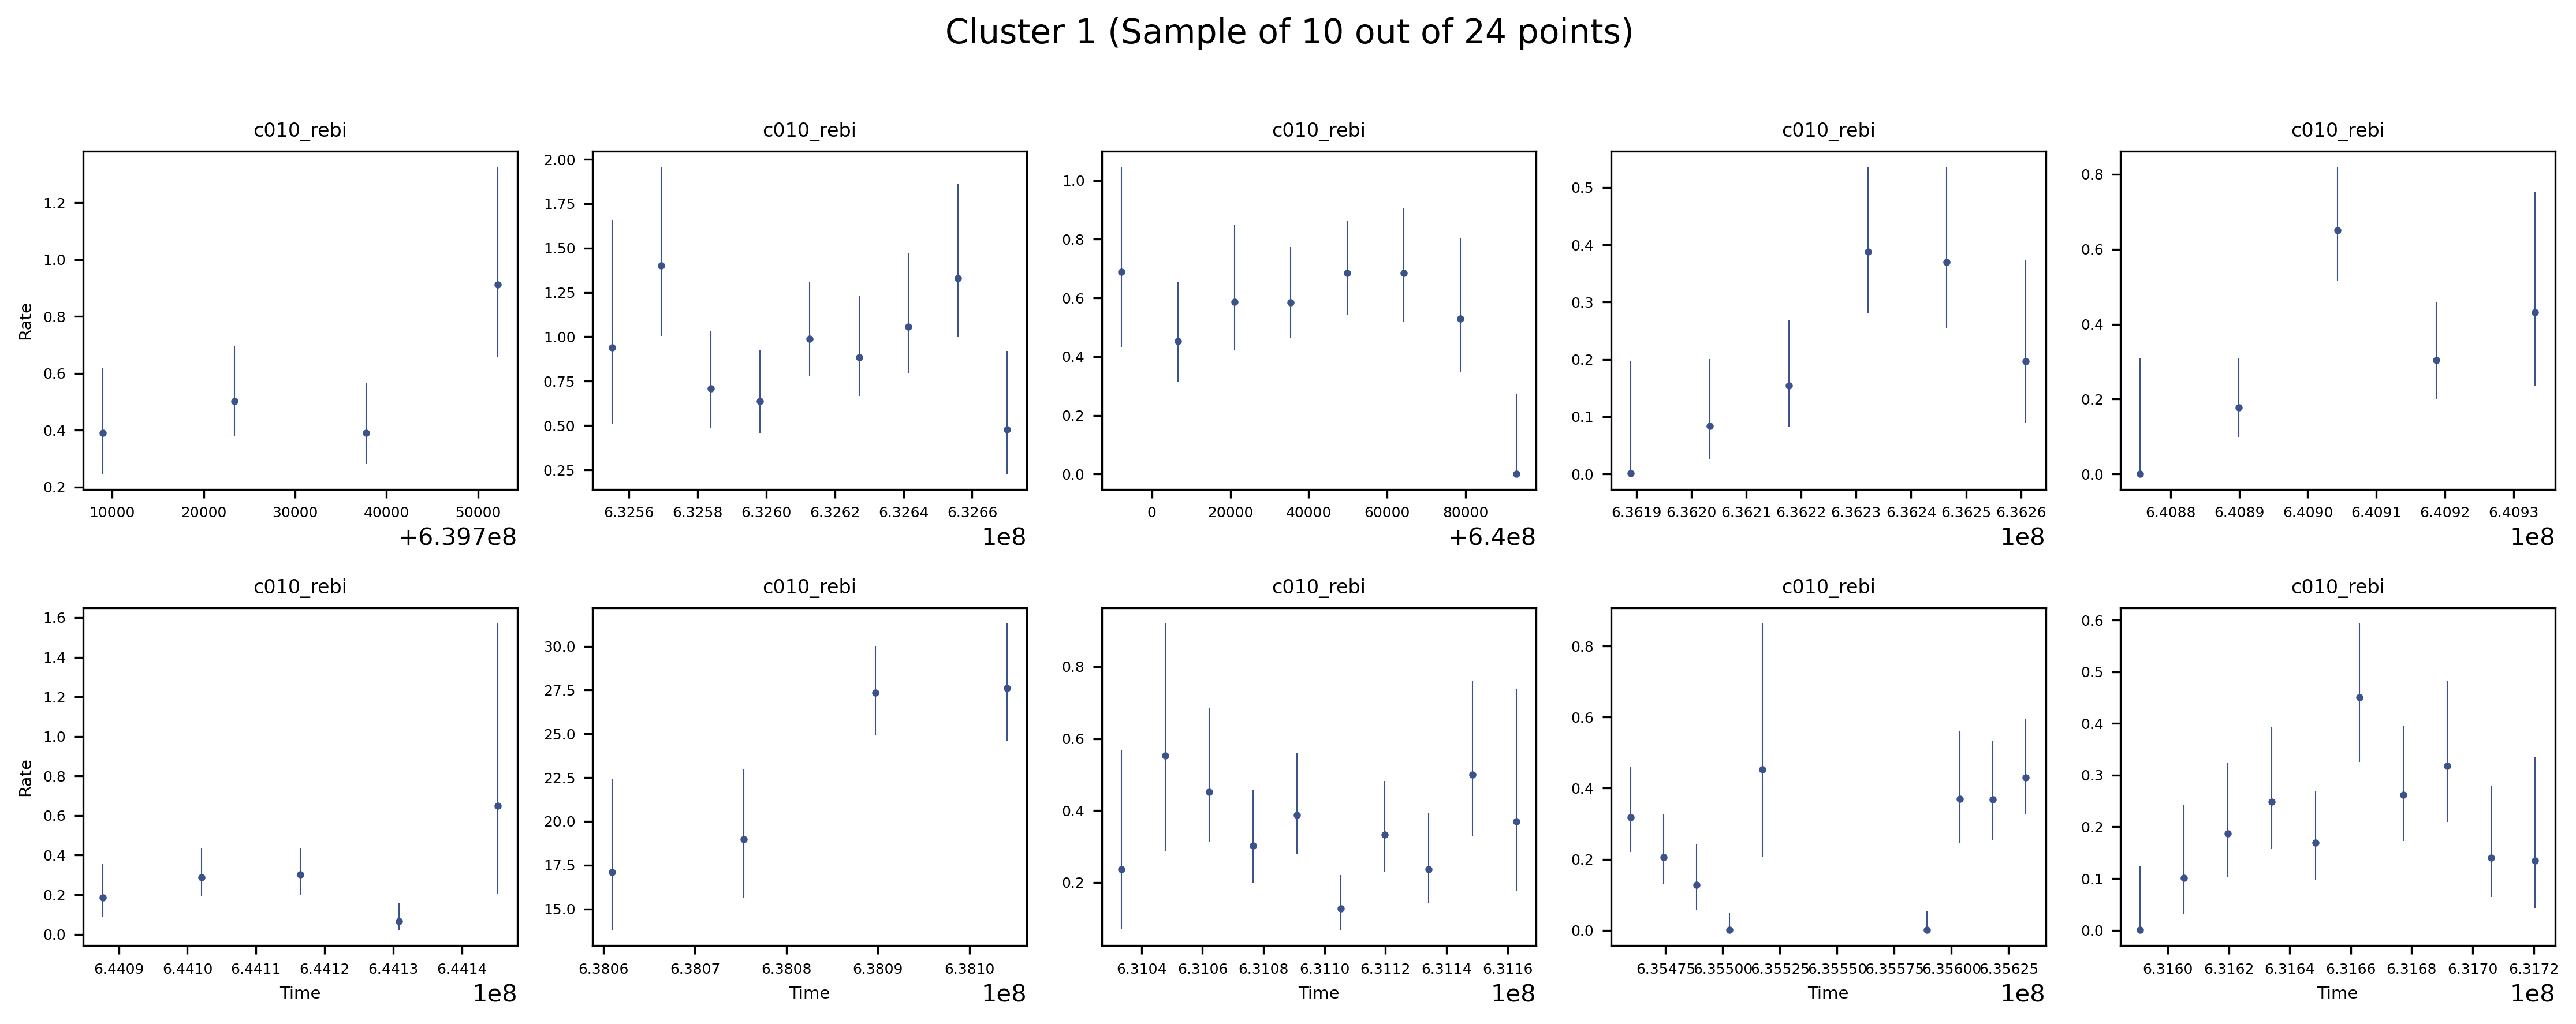 Cluster 1 (Sample of 10 out of 24 points)
c010_rebi c010_rebi c010_rebi c010_rebi c010_rebi
Rate
1.2 1.0 0.8 0.6 0.4 0.2
10000 20000 30000 40000 50000
+6.397e8
2.00 1.75 1.50 1.25 1.00 0.75 0.50 0.25
6.3256 6.3258 6.3260 6.3262 6.3264 6.3266
1e8
1.0 0.8 0.6 0.4 0.2 0.0
0 20000 40000 60000 80000
+6.4e8
0.5 0.4 0.3 0.2 0.1 0.0
6.3619 6.3620 6.3621 6.3622 6.3623 6.3624 6.3625 6.3626
1e8
0.8 0.6 0.4 0.2 0.0
6.4088 6.4089 6.4090 6.4091 6.4092 6.4093
1e8
c010_rebi c010_rebi c010_rebi c010_rebi c010_rebi
Rate
1.6 1.4 1.2 1.0 0.8 0.6 0.4 0.2 0.0
6.4409 6.4410 6.4411 6.4412 6.4413 6.4414
Time 1e8
30.0 27.5 25.0 22.5 20.0 17.5 15.0
6.3806 6.3807 6.3808 6.3809 6.3810
Time 1e8
0.8 0.6 0.4 0.2
6.3104 6.3106 6.3108 6.3110 6.3112 6.3114 6.3116
Time 1e8
0.8 0.6 0.4 0.2 0.0
6.35475 6.35500 6.35525 6.35550 6.35575 6.35600 6.35625
Time 1e8
0.6 0.5 0.4 0.3 0.2 0.1 0.0
6.3160 6.3162 6.3164 6.3166 6.3168 6.3170 6.3172
Time 1e8